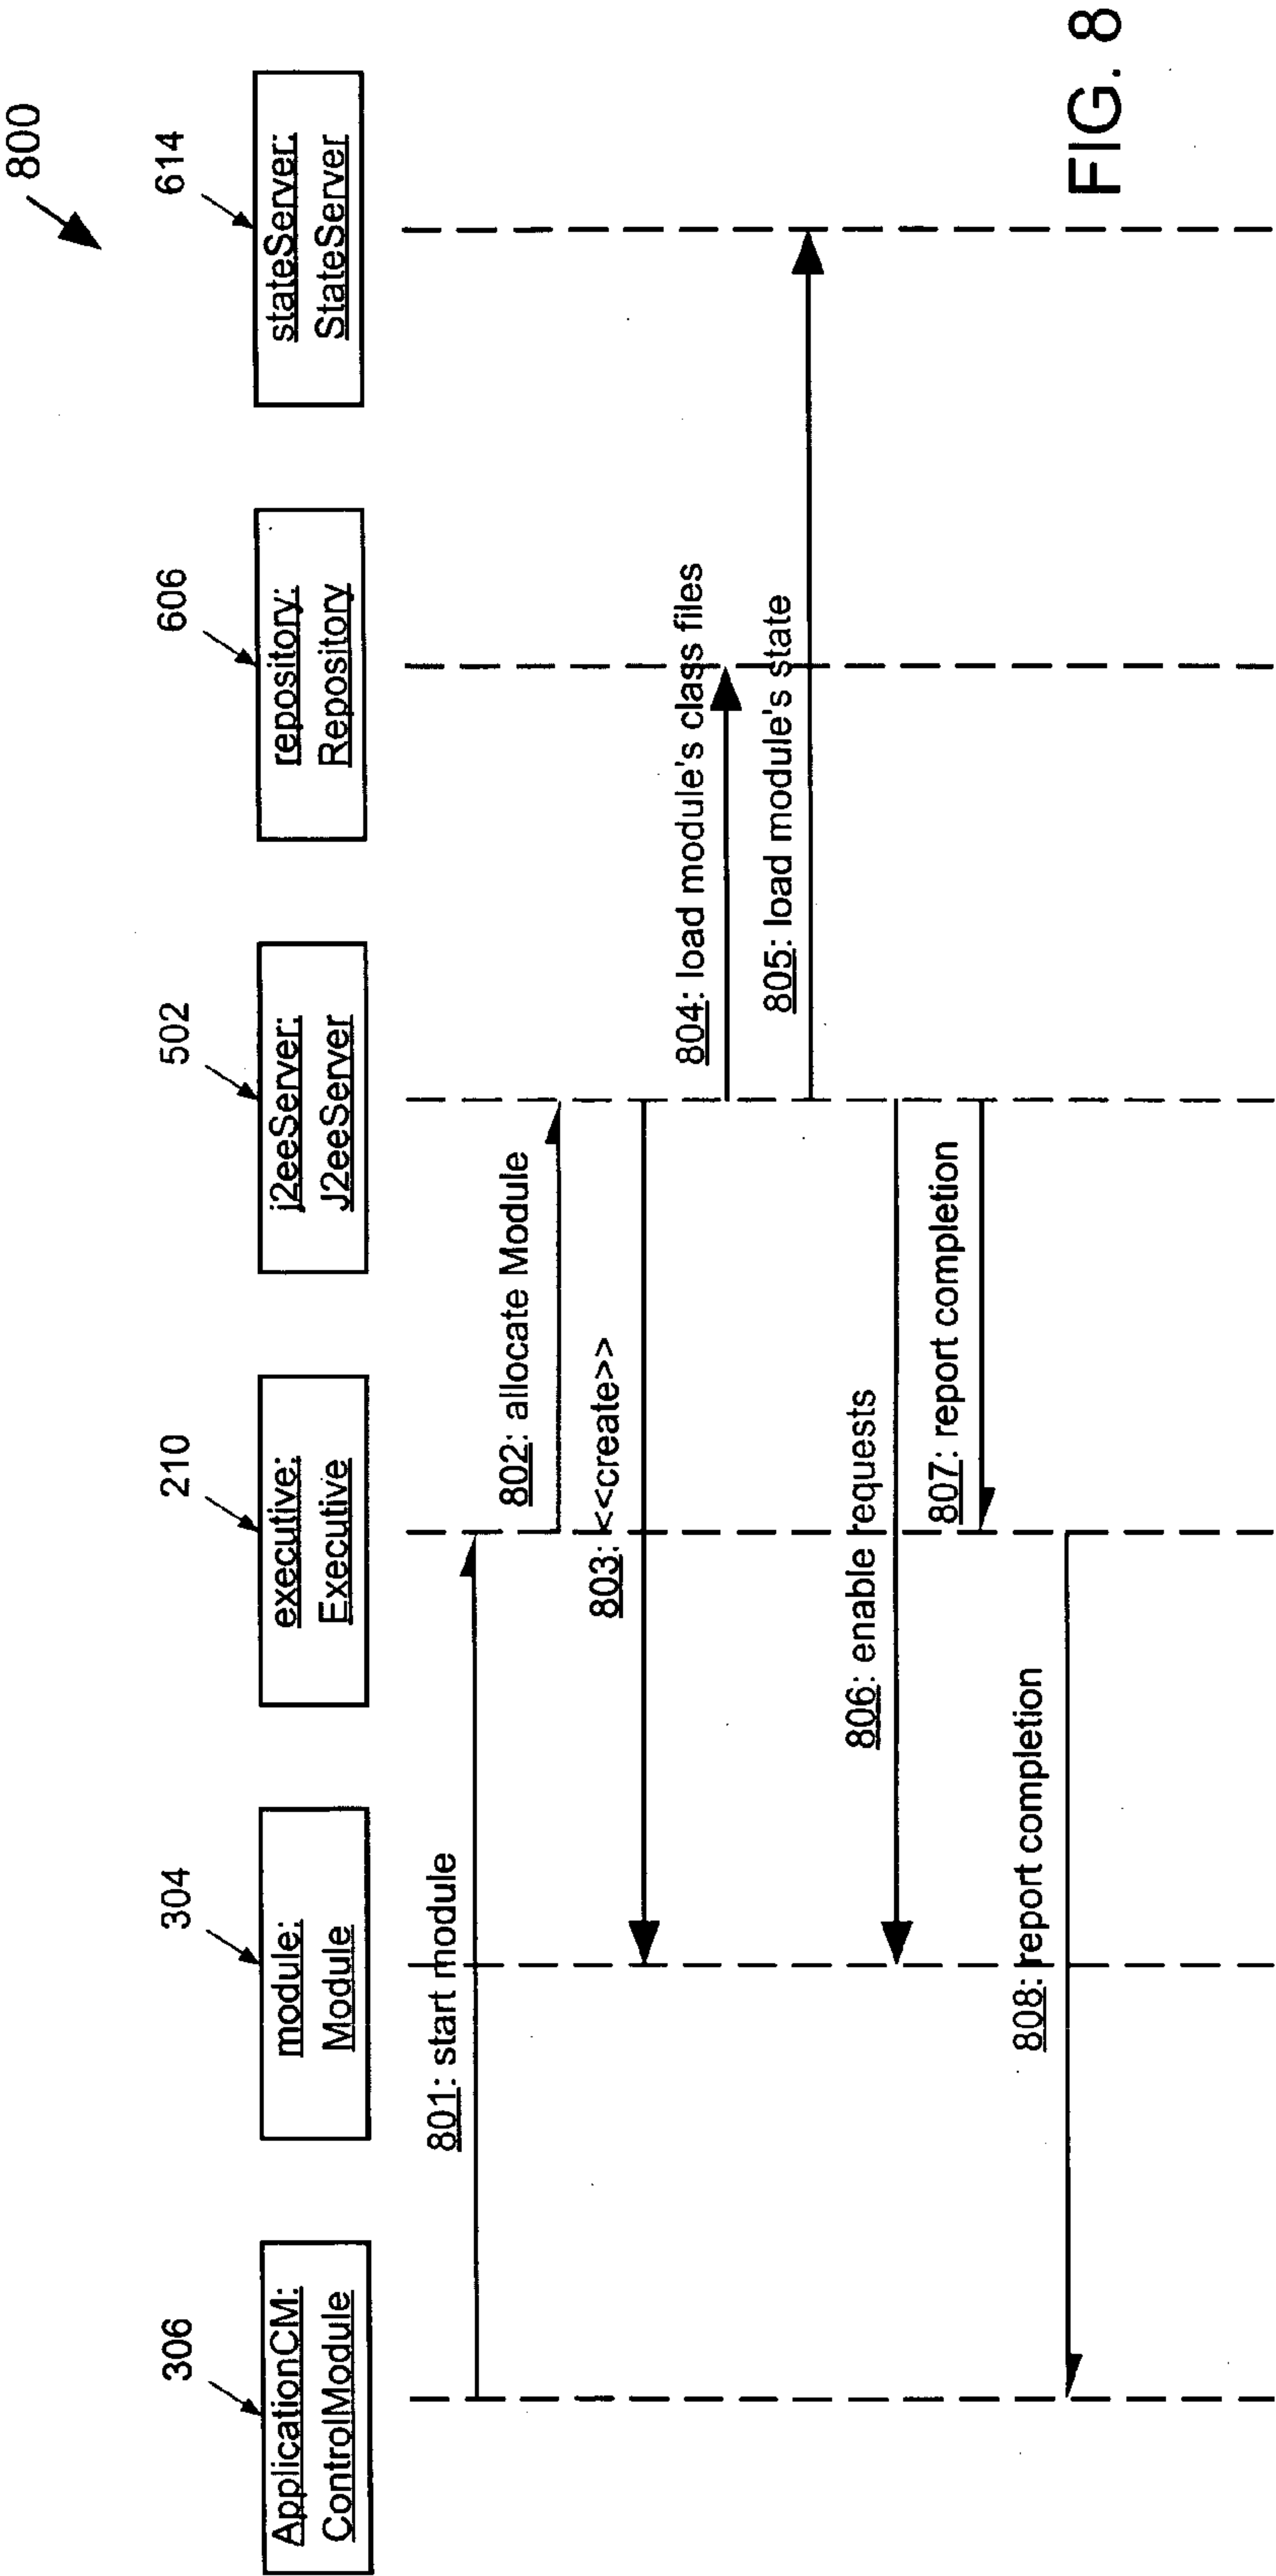 800
306
304
210
502
606
614
ApplicationCM:
ControlModule
module:
Module
executive:
Executive
j2eeServer:
J2eeServer
repository:
Repository
stateServer:
StateServer
801: start module
802: allocate Module
803: <<create>>
804: load module's class files
805: load module's state
806: enable requests
807: report completion
808: report completion
FIG. 8